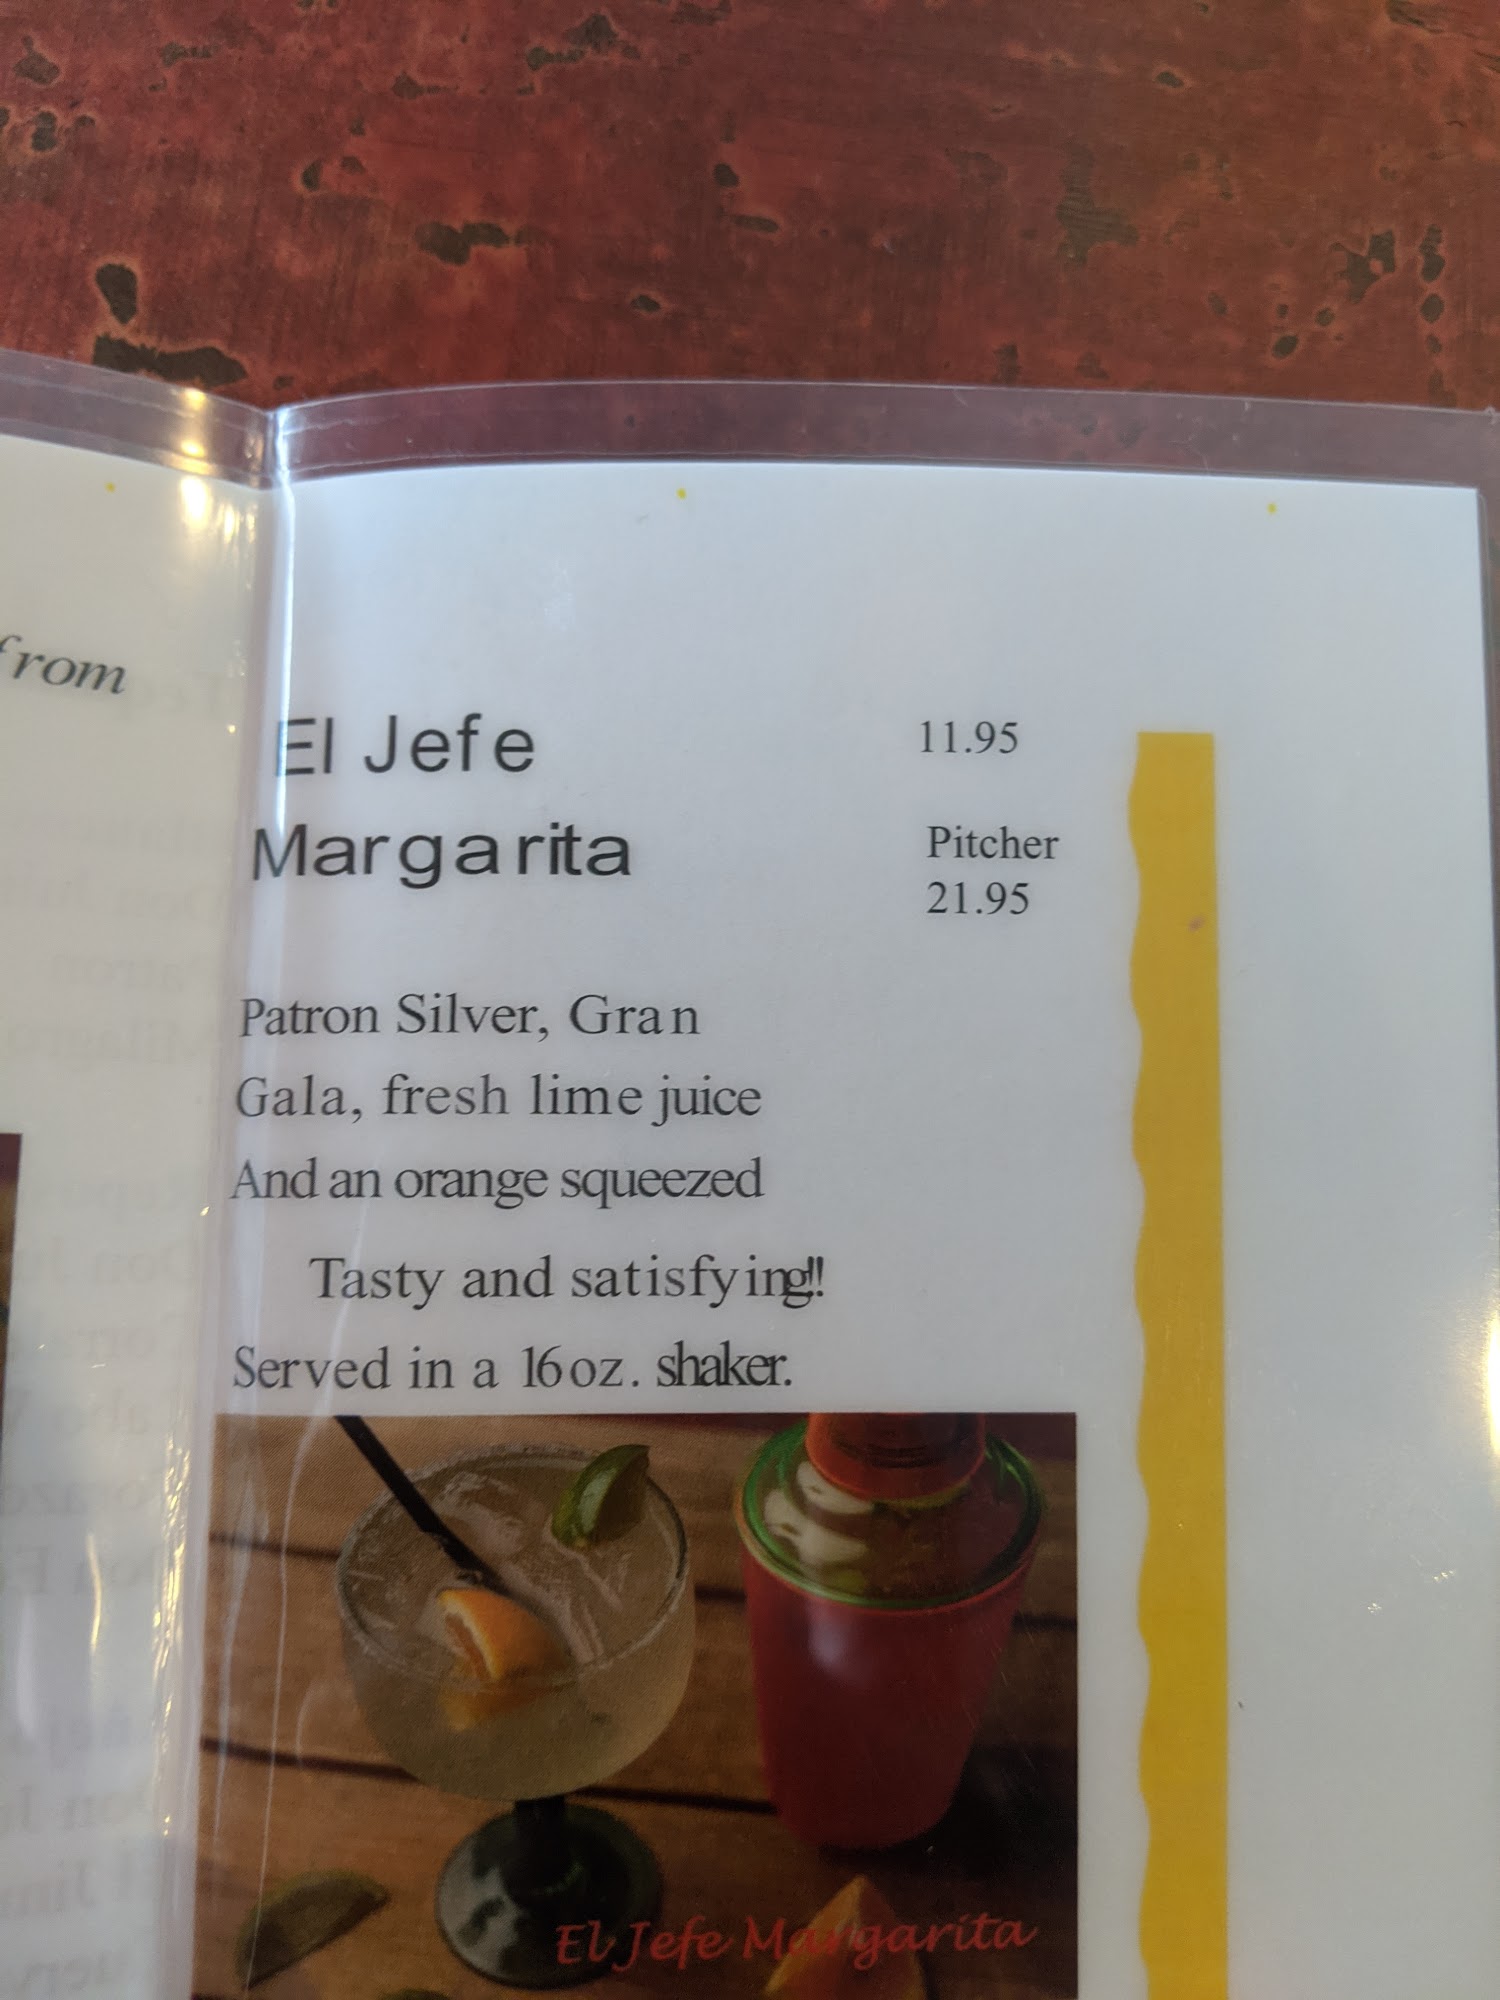 from
El Jefe
Margarita
11.95
Pitcher
21.95
Patron Silver, Gran
Gala, fresh lime juice
And an orange squeezed
Tasty and satisfying!!
Served in a 16oz. shaker.
El Jefe Margarita